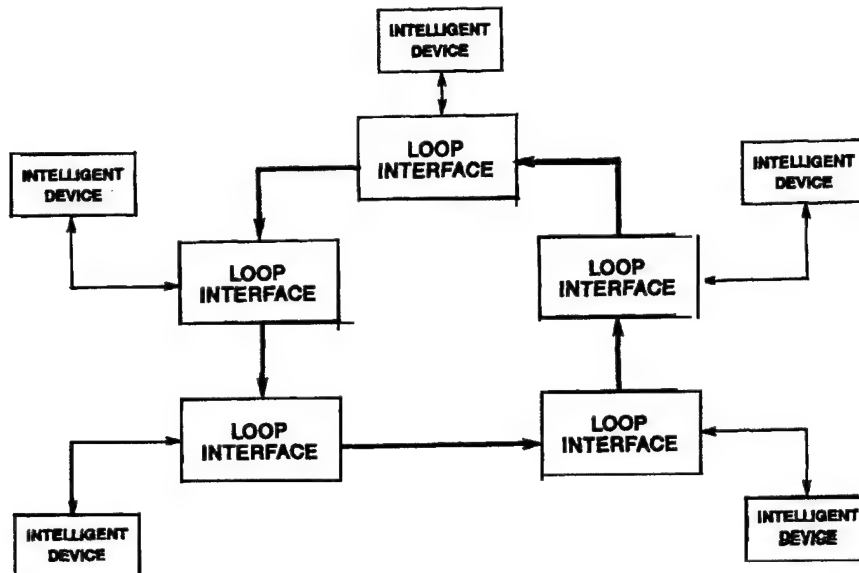 INTELLIGENT
DEVICE
LOOP
INTERFACE
INTELLIGENT
DEVICE
INTELLIGENT
DEVICE
LOOP
INTERFACE
LOOP
INTERFACE
LOOP
INTERFACE
LOOP
INTERFACE
INTELLIGENT
DEVICE
INTELLIGENT
DEVICE